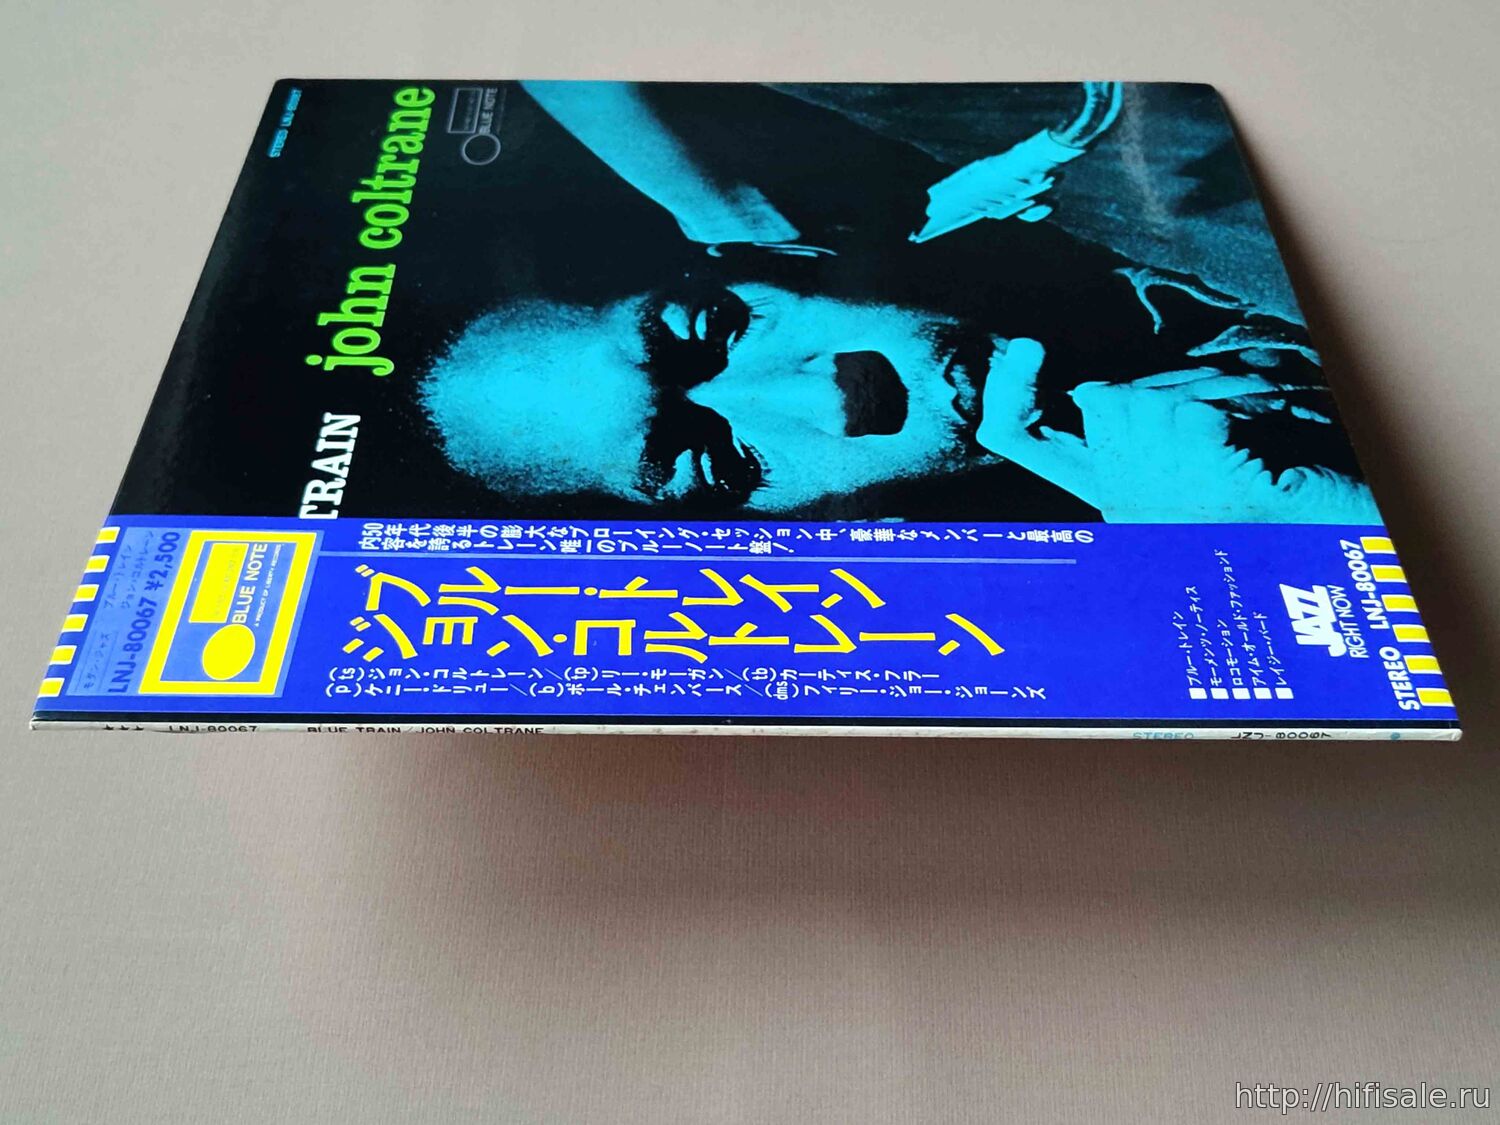 STEREO LNJ-80067
BLUE NOTE
john coltrane
TRAIN
モダン・ジャズ
ブルー・トレイン
ジョン・コルトレーン
LNJ-80067 ¥2,500
BLUE NOTE
A PRODUCT OF LIBERTY RECORDS
50年代後半の膨大なブローイング・セッション中、豪華なメンバーと最高の
内容を誇るトレーン唯一のブルーノート盤!
ブルー・トレイン
ジョン・コルトレーン
(ts)ジョン・コルトレーン/(tp)リー・モーガン/(tb)カーティス・フラー
(p)ケニー・ドリュー/(b)ポール・チェンバース/(dms)フィリー・ジョー・ジョーンズ
■ブルー・トレイン
■モーメンツ・ノーティス
■ロコモーション
■アイム・オールド・ファッションド
■レイジー・バード
JAZZ
RIGHT NOW
STEREO LNJ-80067
★★★ LNJ-80067 BLUE TRAIN/JOHN COLTRANE STEREO LNJ-80067
http://hifisale.ru